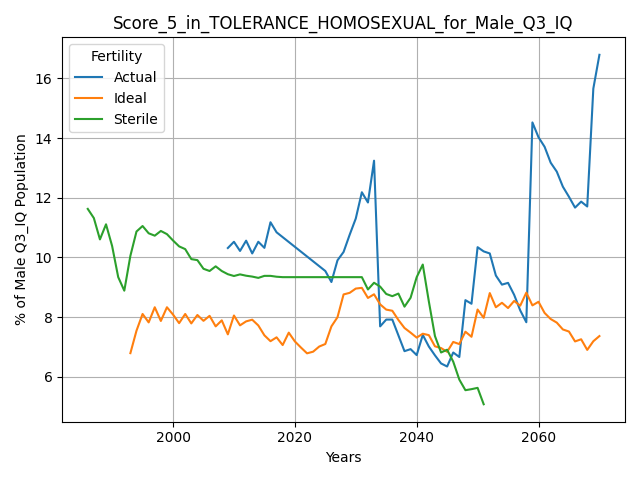 Score_5_in_TOLERANCE_HOMOSEXUAL_for_Male_Q3_IQ
Fertility
Actual
Ideal
Sterile
% of Male Q3_IQ Population
16
14
12
10
8
6
2000
2020
2040
2060
Years